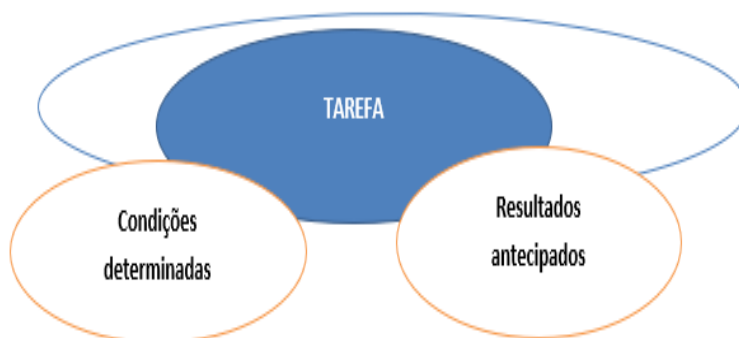 TAREFA
Condições
determinadas
Resultados
antecipados